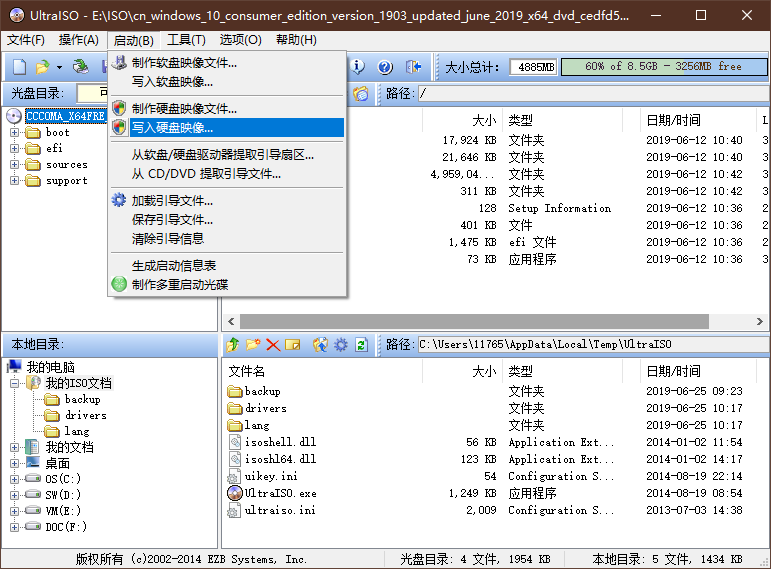 UltraISO - E:\ISO\cn_windows_10_consumer_edition_version_1903_updated_june_2019_x64_dvd_cedfd5...
文件(F) 操作(A) 启动(B) 工具(T) 选项(O) 帮助(H)
大小总计: 4885MB 60% of 8.5GB - 3256MB free
光盘目录: 可 路径: /
CCCOMA_X64FRE
boot
efi
sources
support
制作软盘映像文件...
写入软盘映像...
制作硬盘映像文件...
写入硬盘映像...
从软盘/硬盘驱动器提取引导扇区...
从 CD/DVD 提取引导文件...
加载引导文件...
保存引导文件...
清除引导信息
生成启动信息表
制作多重启动光碟
大小 类型 日期/时间 L
17,924 KB 文件夹 2019-06-12 10:40 3
21,646 KB 文件夹 2019-06-12 10:40 3
4,959,04... 文件夹 2019-06-12 10:42 3
311 KB 文件夹 2019-06-12 10:42 3
128 Setup Information 2019-06-12 10:36 2
401 KB 文件 2019-06-12 10:36 2
1,475 KB efi 文件 2019-06-12 10:36 2
73 KB 应用程序 2019-06-12 10:36 3
本地目录: 路径: C:\Users\11765\AppData\Local\Temp\UltraISO
我的电脑
我的ISO文档
backup
drivers
lang
我的文档
桌面
OS(C:)
SW(D:)
VM(E:)
DOC(F:)
文件名 大小 类型 日期/时间
backup 文件夹 2019-06-25 09:23
drivers 文件夹 2019-06-25 10:17
lang 文件夹 2019-06-25 10:17
isoshell.dll 56 KB Application Ext... 2014-01-02 11:54
isoshl64.dll 123 KB Application Ext... 2014-01-02 14:17
uikey.ini 54 Configuration S... 2014-08-19 22:14
UltraISO.exe 1,249 KB 应用程序 2014-08-19 08:54
ultraiso.ini 2,009 Configuration S... 2013-07-03 14:38
版权所有 (c)2002-2014 EZB Systems, Inc. 光盘目录: 4 文件, 1954 KB 本地目录: 5 文件, 1434 KB